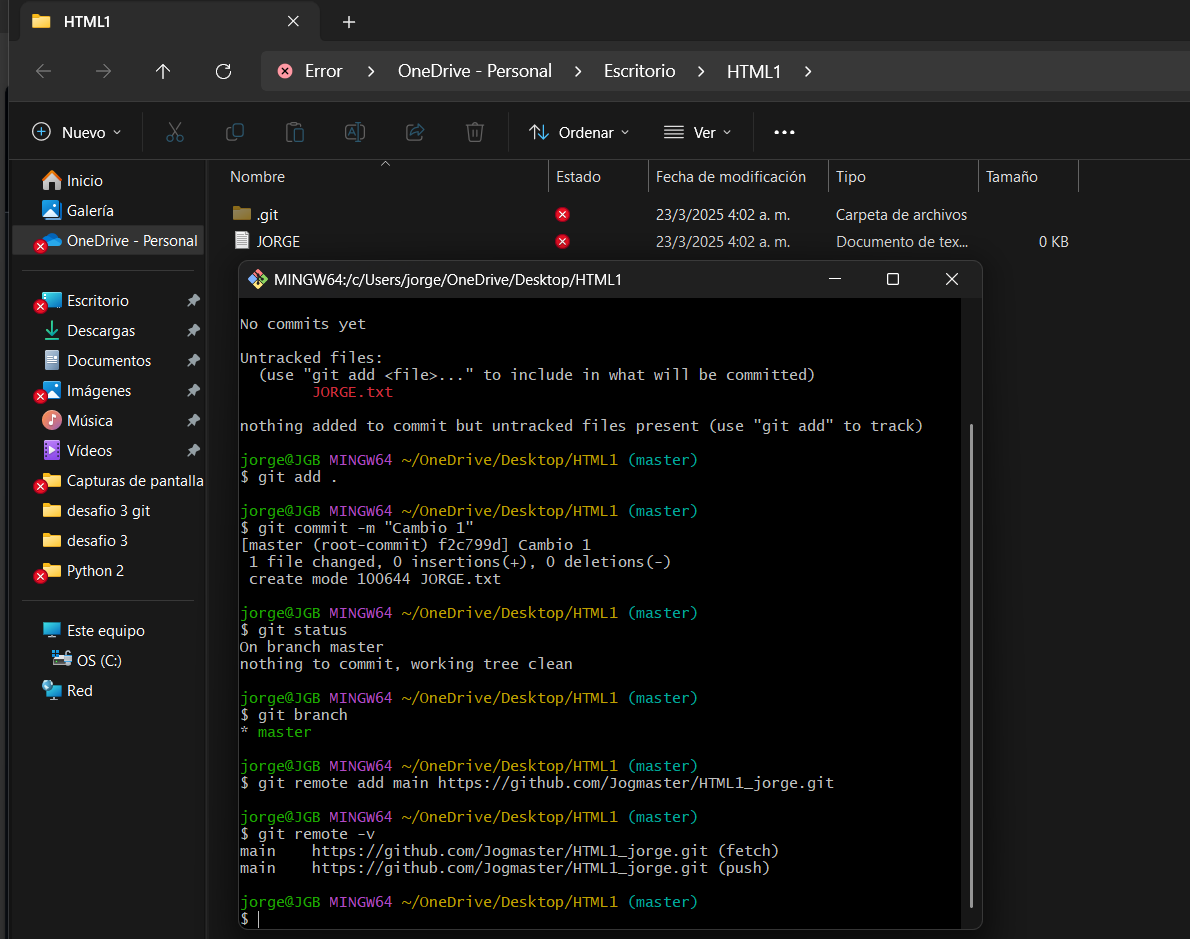 HTML1
Error > OneDrive - Personal > Escritorio > HTML1 >
Nuevo
Ordenar
Ver
Inicio
Galería
OneDrive - Personal
Escritorio
Descargas
Documentos
Imágenes
Música
Vídeos
Capturas de pantalla
desafio 3 git
desafio 3
Python 2
Este equipo
OS (C:)
Red
Nombre Estado Fecha de modificación Tipo Tamaño
.git 23/3/2025 4:02 a. m. Carpeta de archivos
JORGE 23/3/2025 4:02 a. m. Documento de tex... 0 KB
MINGW64:/c/Users/jorge/OneDrive/Desktop/HTML1
No commits yet
Untracked files:
(use "git add <file>..." to include in what will be committed)
JORGE.txt
nothing added to commit but untracked files present (use "git add" to track)
jorge@JGB MINGW64 ~/OneDrive/Desktop/HTML1 (master)
$ git add .
jorge@JGB MINGW64 ~/OneDrive/Desktop/HTML1 (master)
$ git commit -m "Cambio 1"
[master (root-commit) f2c799d] Cambio 1
1 file changed, 0 insertions(+), 0 deletions(-)
create mode 100644 JORGE.txt
jorge@JGB MINGW64 ~/OneDrive/Desktop/HTML1 (master)
$ git status
On branch master
nothing to commit, working tree clean
jorge@JGB MINGW64 ~/OneDrive/Desktop/HTML1 (master)
$ git branch
* master
jorge@JGB MINGW64 ~/OneDrive/Desktop/HTML1 (master)
$ git remote add main https://github.com/Jogmaster/HTML1_jorge.git
jorge@JGB MINGW64 ~/OneDrive/Desktop/HTML1 (master)
$ git remote -v
main https://github.com/Jogmaster/HTML1_jorge.git (fetch)
main https://github.com/Jogmaster/HTML1_jorge.git (push)
jorge@JGB MINGW64 ~/OneDrive/Desktop/HTML1 (master)
$